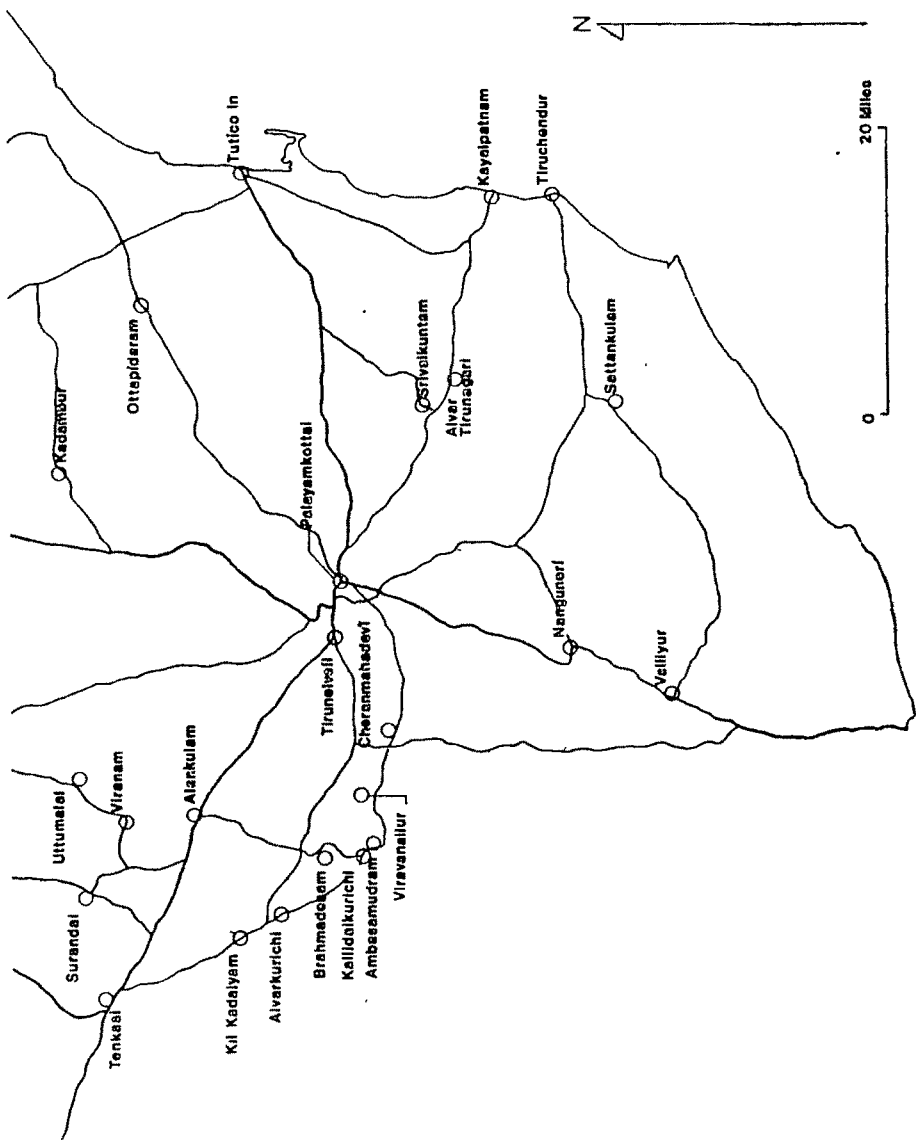 N
Tutico in
Ottapidaram
Kadambur
Kayalpatnam
Tiruchendur
Srivaikuntam
Alvar
Tirunagari
Sattankulam
Palayamkottai
Tirunelveli
Cheranmahadevi
Nanguneri
Valliyur
Uttumalai
Viranam
Alankulam
Surandai
Tenkasi
Kil Kadaiyam
Alvarkurichi
Brahmadesam
Kallidaikurichi
Ambasamudram
Viravanallur
0 20 Miles